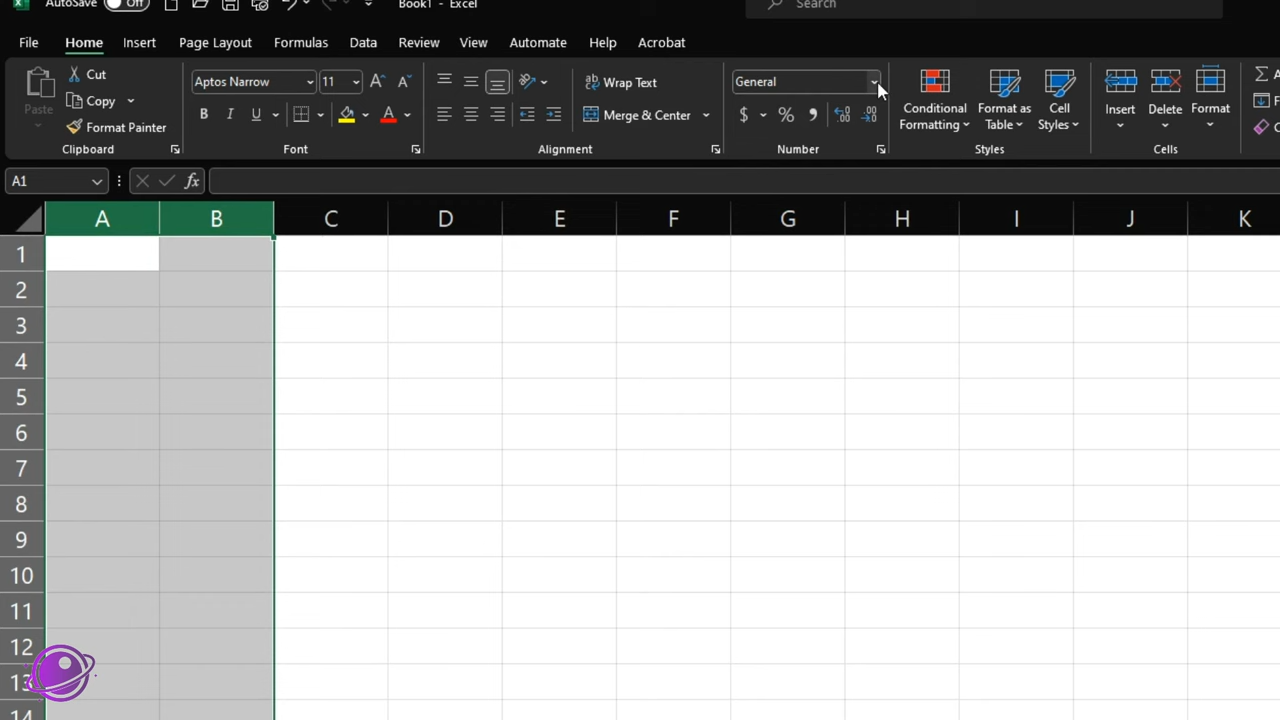 AutoSave Off Book1 - Excel Search
File Home Insert Page Layout Formulas Data Review View Automate Help Acrobat
Paste Cut Copy Format Painter
Clipboard
Aptos Narrow 11 A A
B I U A
Font
ab Wrap Text
Merge & Center
Alignment
General
$ % , .00
Number
Conditional Formatting Format as Table Cell Styles
Styles
Insert Delete Format
Cells
A1 fx
A B C D E F G H I J K
1
2
3
4
5
6
7
8
9
10
11
12
13
14